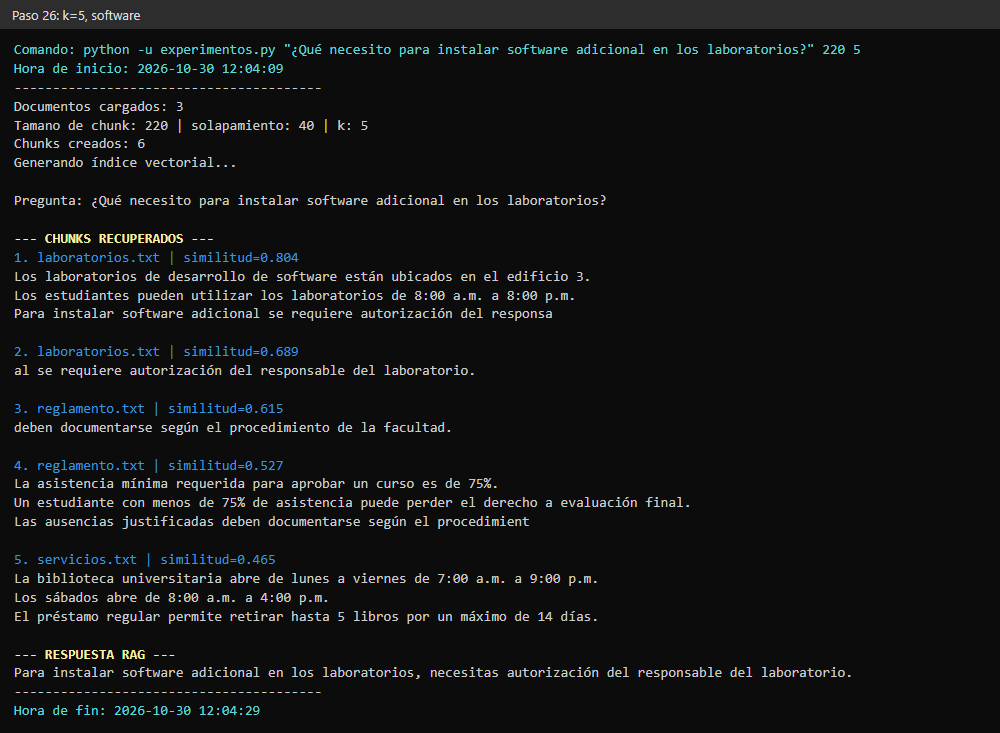 Paso 26: k=5, software
Comando: python -u experimentos.py "¿Qué necesito para instalar software adicional en los laboratorios?" 220 5
Hora de inicio: 2026-10-30 12:04:09
----------------------------------------
Documentos cargados: 3
Tamano de chunk: 220 | solapamiento: 40 | k: 5
Chunks creados: 6
Generando índice vectorial...
Pregunta: ¿Qué necesito para instalar software adicional en los laboratorios?
--- CHUNKS RECUPERADOS ---
1. laboratorios.txt | similitud=0.804
Los laboratorios de desarrollo de software están ubicados en el edificio 3.
Los estudiantes pueden utilizar los laboratorios de 8:00 a.m. a 8:00 p.m.
Para instalar software adicional se requiere autorización del responsa
2. laboratorios.txt | similitud=0.689
al se requiere autorización del responsable del laboratorio.
3. reglamento.txt | similitud=0.615
deben documentarse según el procedimiento de la facultad.
4. reglamento.txt | similitud=0.527
La asistencia mínima requerida para aprobar un curso es de 75%.
Un estudiante con menos de 75% de asistencia puede perder el derecho a evaluación final.
Las ausencias justificadas deben documentarse según el procedimient
5. servicios.txt | similitud=0.465
La biblioteca universitaria abre de lunes a viernes de 7:00 a.m. a 9:00 p.m.
Los sábados abre de 8:00 a.m. a 4:00 p.m.
El préstamo regular permite retirar hasta 5 libros por un máximo de 14 días.
--- RESPUESTA RAG ---
Para instalar software adicional en los laboratorios, necesitas autorización del responsable del laboratorio.
----------------------------------------
Hora de fin: 2026-10-30 12:04:29